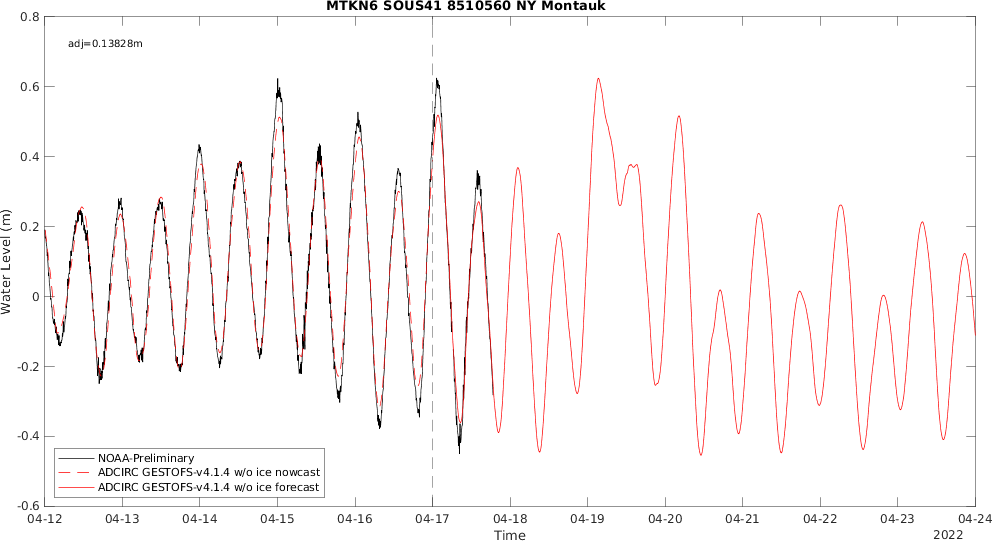 MTKN6 SOUS41 8510560 NY Montauk
adj=0.13828m
Water Level (m)
0.8
0.6
0.4
0.2
0
-0.2
-0.4
-0.6
NOAA-Preliminary
ADCIRC GESTOFS-v4.1.4 w/o ice nowcast
ADCIRC GESTOFS-v4.1.4 w/o ice forecast
04-12 04-13 04-14 04-15 04-16 04-17 04-18 04-19 04-20 04-21 04-22 04-23 04-24
Time
2022